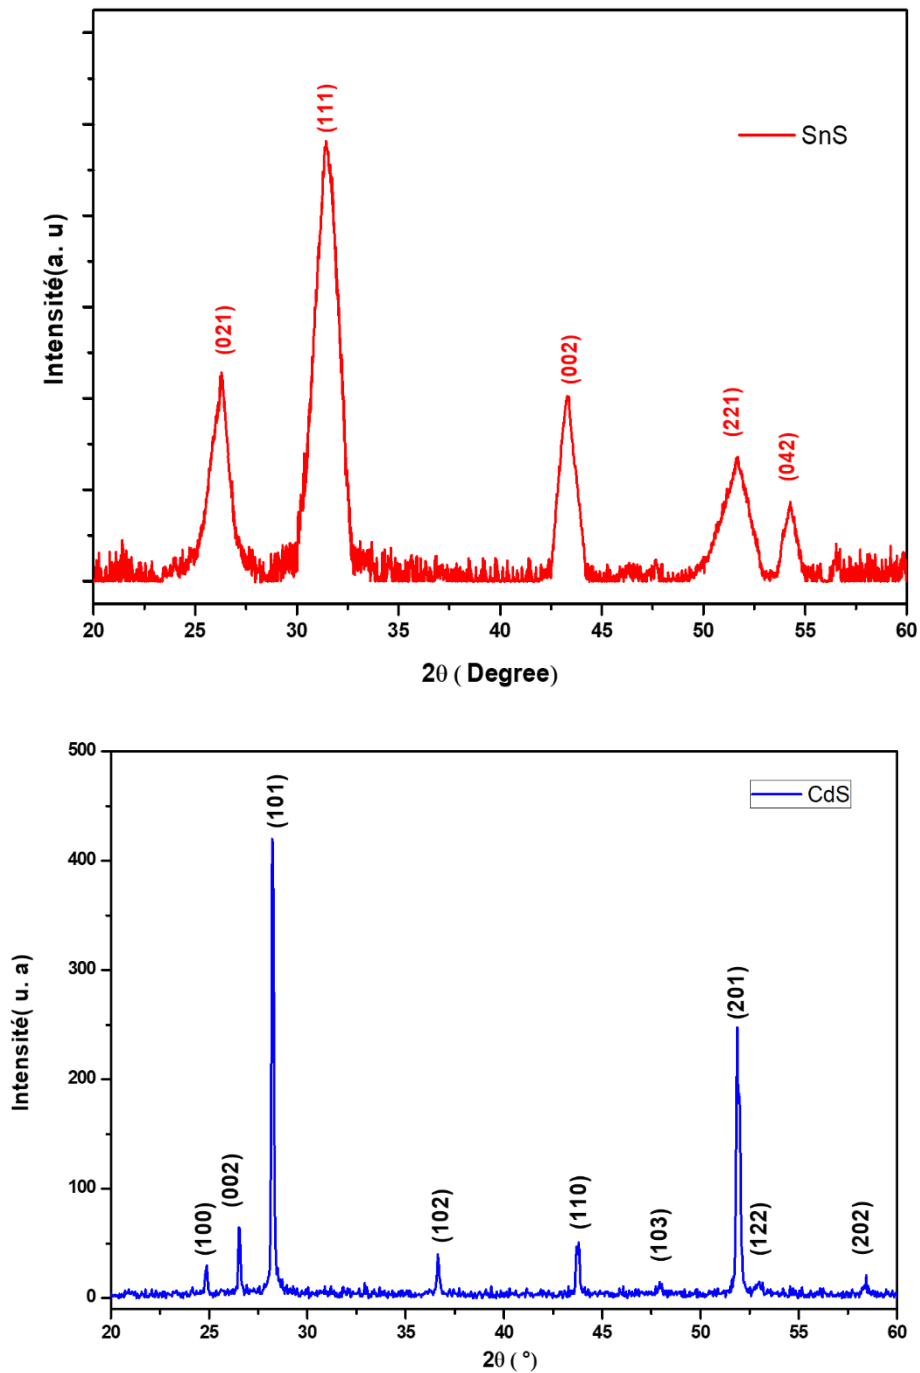 (111)
SnS
(021)
(002)
(221)
(042)
Intensité(a. u)
20 25 30 35 40 45 50 55 60
2θ ( Degree)
500
(101)
CdS
400
(201)
300
Intensité( u. a)
200
(002)
(100)
100
(102)
(110)
(103)
(122)
(202)
0
20 25 30 35 40 45 50 55 60
2θ ( °)